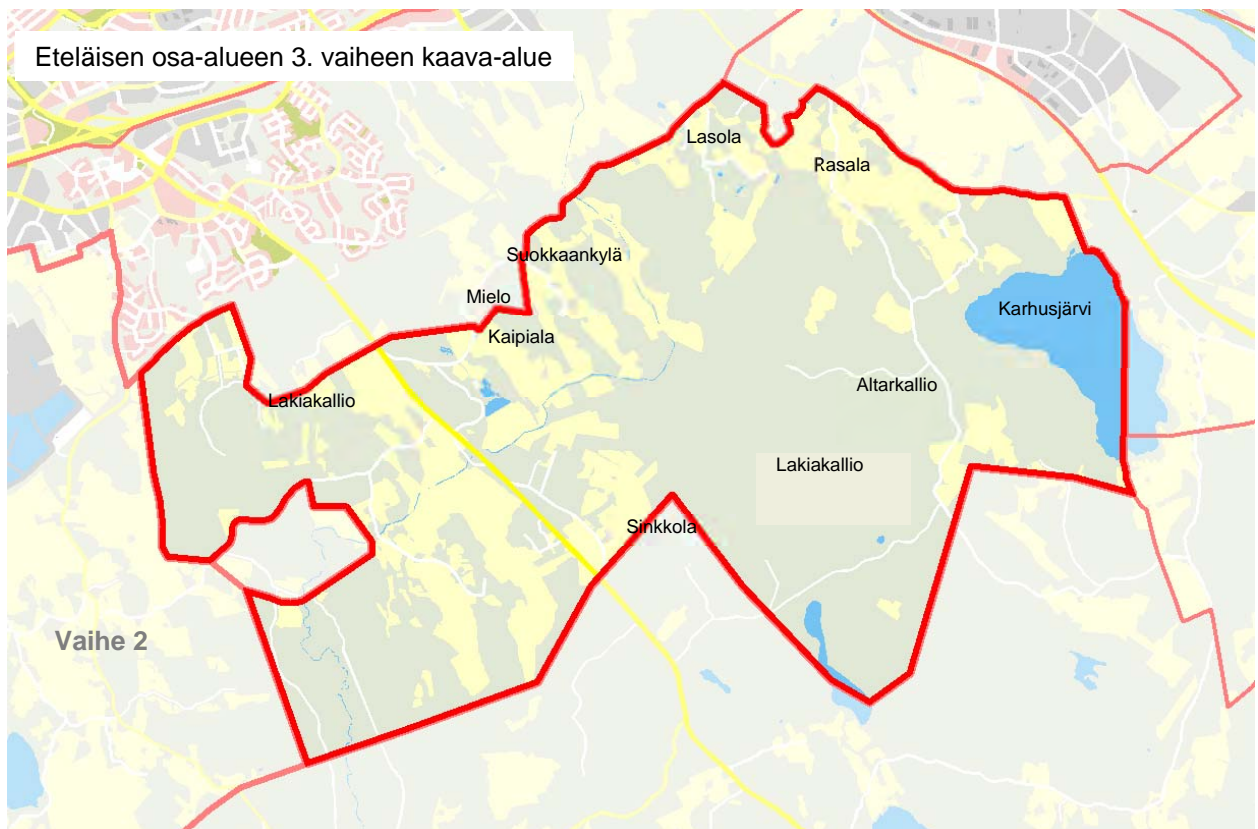 Eteläisen osa-alueen 3. vaiheen kaava-alue
Lasola
Rasala
Suokkaankylä
Mielo
Karhusjärvi
Kaipiala
Altarkallio
Lakiakallio
Lakiakallio
Sinkkola
Vaihe 2